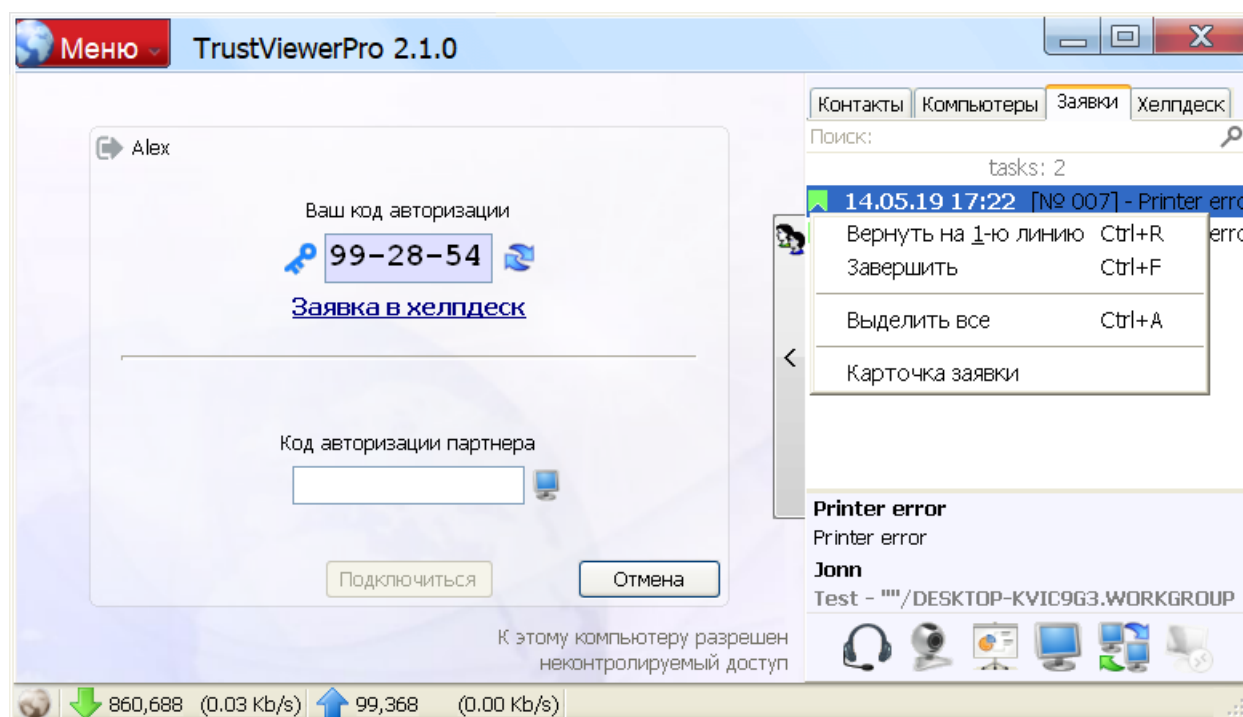 Меню TrustViewerPro 2.1.0
Контакты Компьютеры Заявки Хелпдеск
Поиск:
tasks: 2
14.05.19 17:22 [№ 007] - Printer erro
erro
Вернуть на 1-ю линию Ctrl+R
Завершить Ctrl+F
Выделить все Ctrl+A
Карточка заявки
Alex
Ваш код авторизации
99-28-54
Заявка в хелпдеск
<
Код авторизации партнера
Подключиться Отмена
К этому компьютеру разрешен
неконтролируемый доступ
Printer error
Printer error
Jonn
Test - ""/DESKTOP-KVIC9G3.WORKGROUP
860,688 (0.03 Kb/s) 99,368 (0.00 Kb/s)